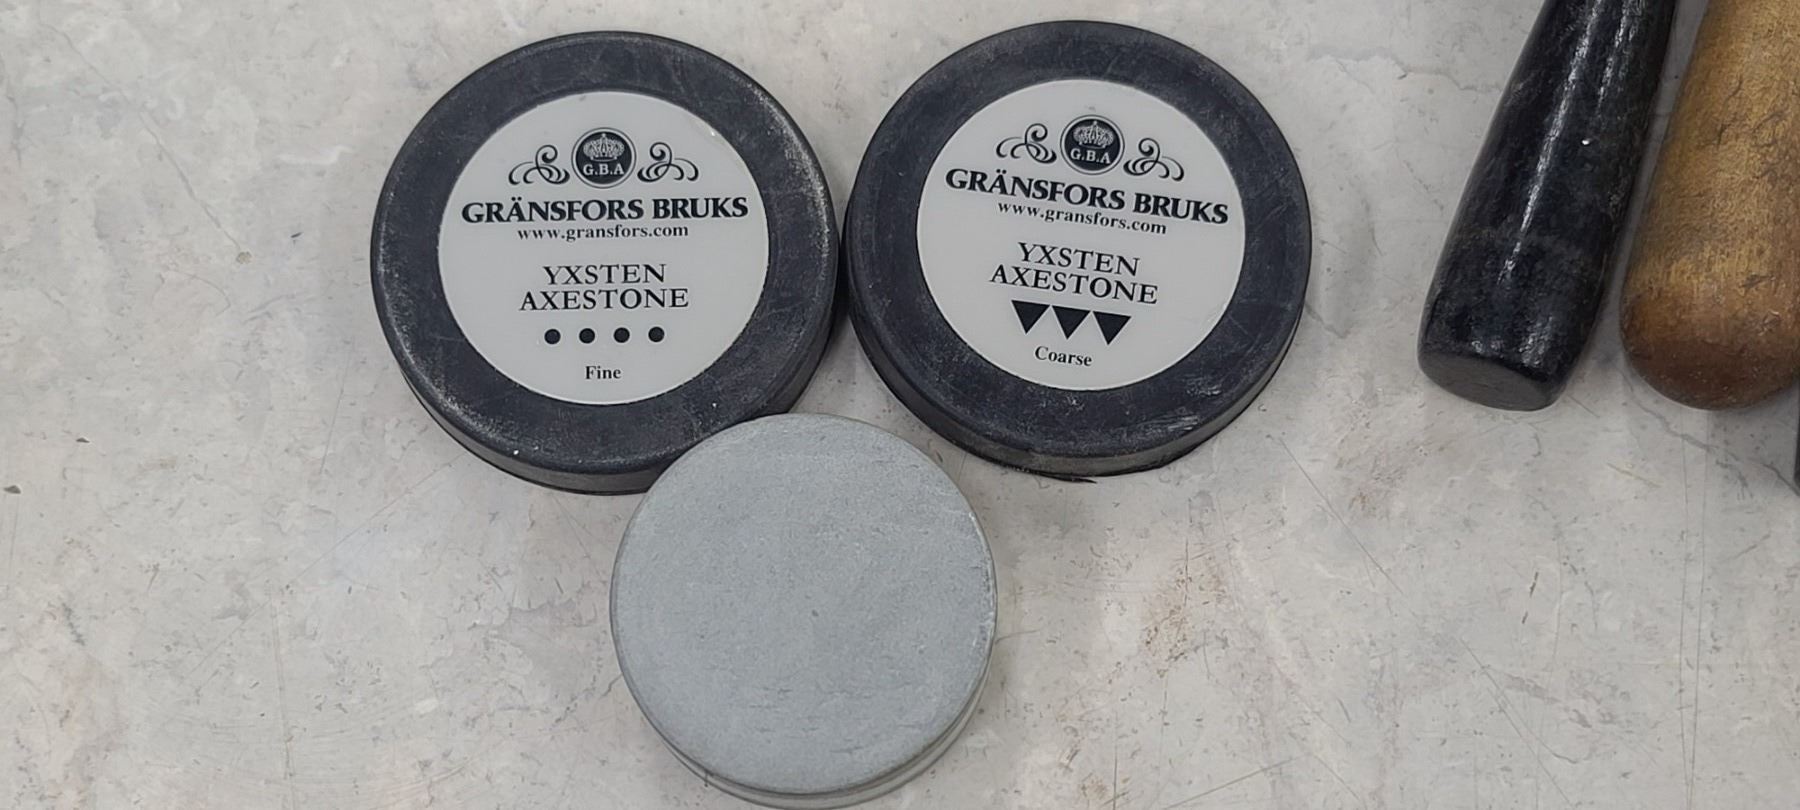 G.B.A
GRÄNSFORS BRUKS
www.gransfors.com
YXSTEN
AXESTONE
Fine
G.B.A
GRÄNSFORS BRUKS
www.gransfors.com
YXSTEN
AXESTONE
Coarse